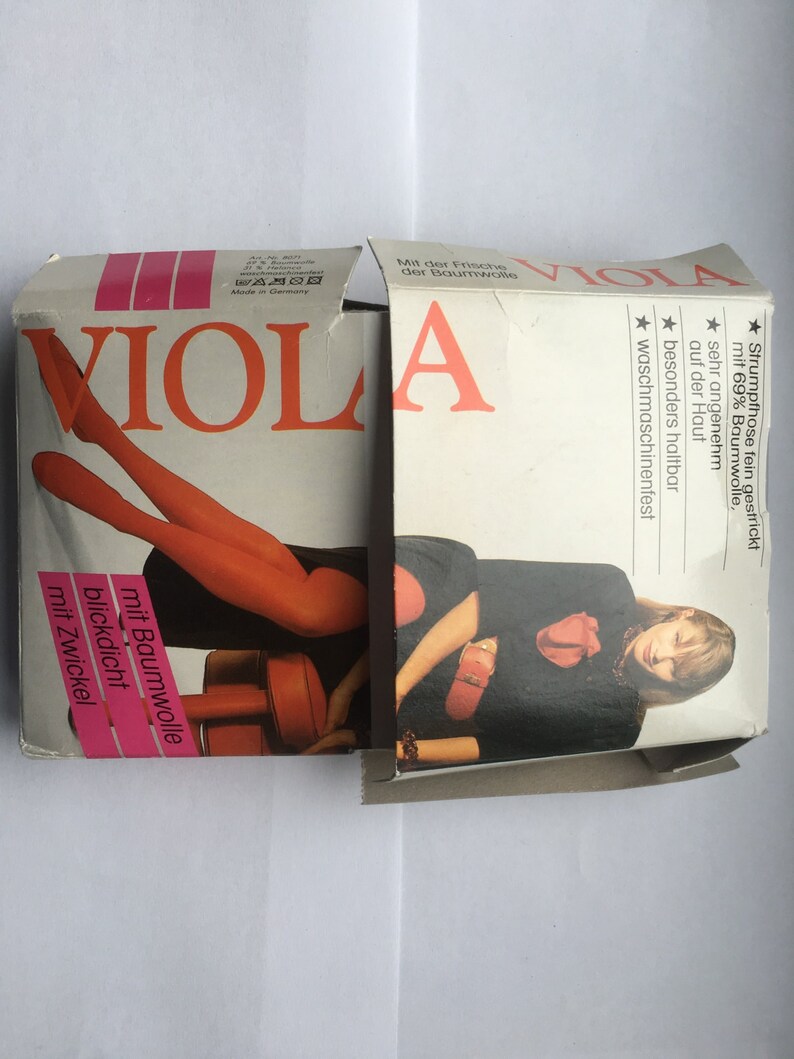 Art.-Nr. 8071
69 % Baumwolle
31 % Helanca
waschmaschinenfest
Made in Germany
Mit der Frische
der Baumwolle
VIOLA
VIOLA
A
★ Strumpfhose fein gestrickt
mit 69% Baumwolle,
★ sehr angenehm
auf der Haut
★ besonders haltbar
★ waschmaschinenfest
mit Baumwolle
blickdicht
mit Zwickel